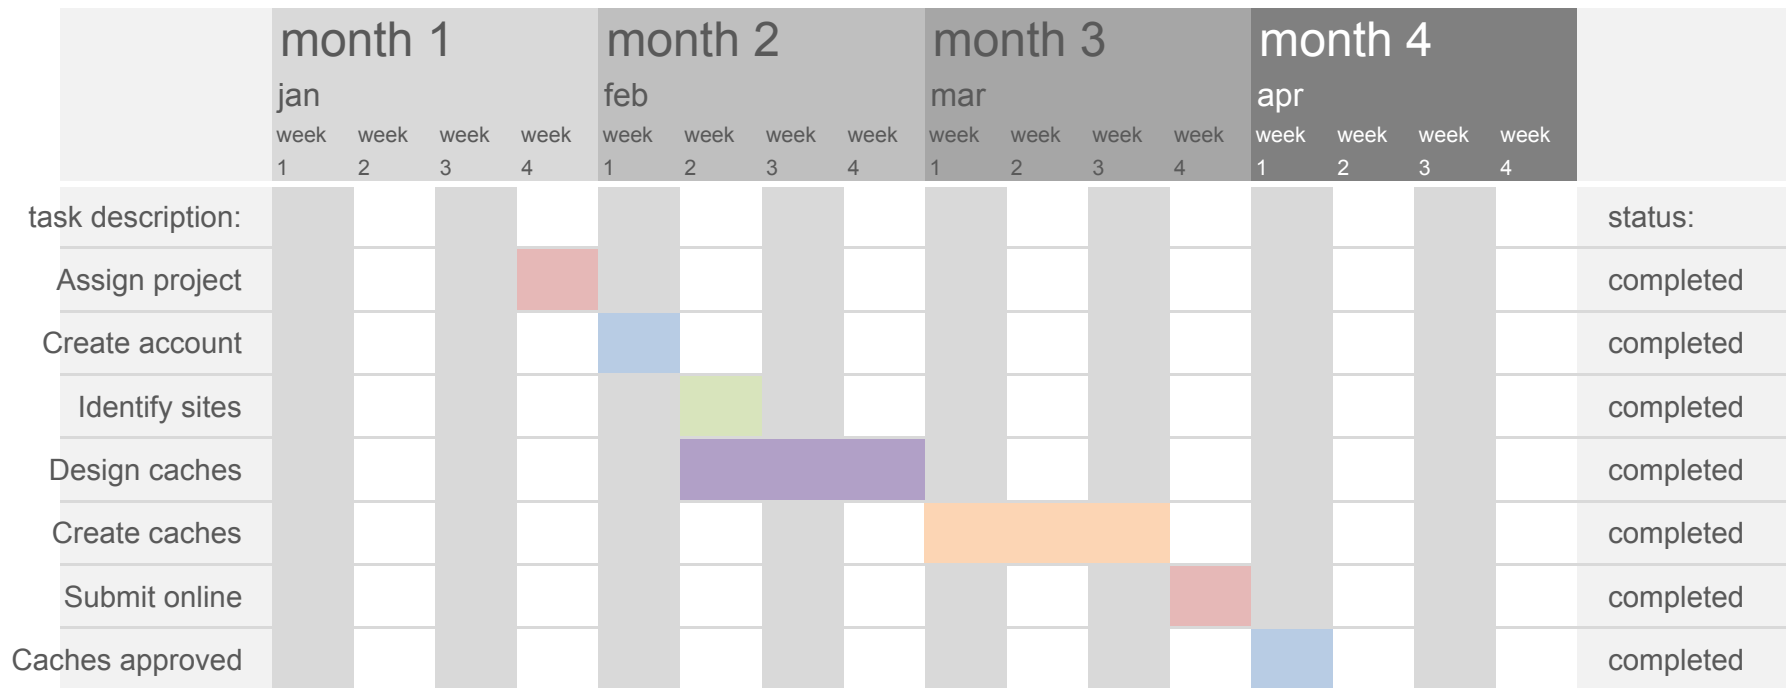 month 1 month 2 month 3 month 4
jan feb mar apr
week week week week week week week week week week week week week week week week
1 2 3 4 1 2 3 4 1 2 3 4 1 2 3 4
task description: status:
Assign project completed
Create account completed
Identify sites completed
Design caches completed
Create caches completed
Submit online completed
Caches approved completed